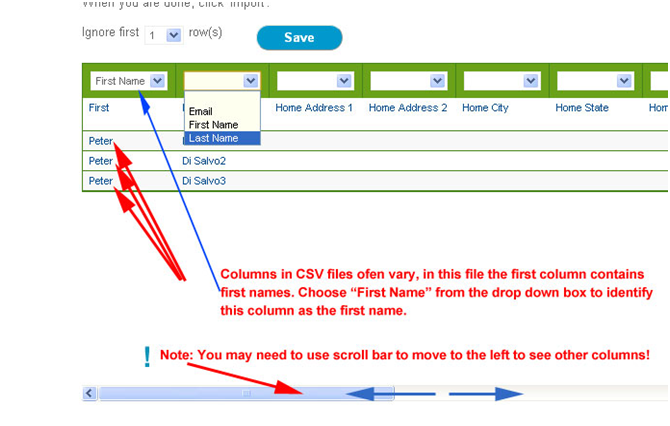 When you are done, click 'Import'.
Ignore first 1 row(s)
Save
First Name
Email
First Name
Last Name
First Home Address 1 Home Address 2 Home City Home State Home
Peter
Peter Di Salvo2
Peter Di Salvo3
Columns in CSV files ofen vary, in this file the first column contains
first names. Choose “First Name” from the drop down box to identify
this column as the first name.
! Note: You may need to use scroll bar to move to the left to see other columns!